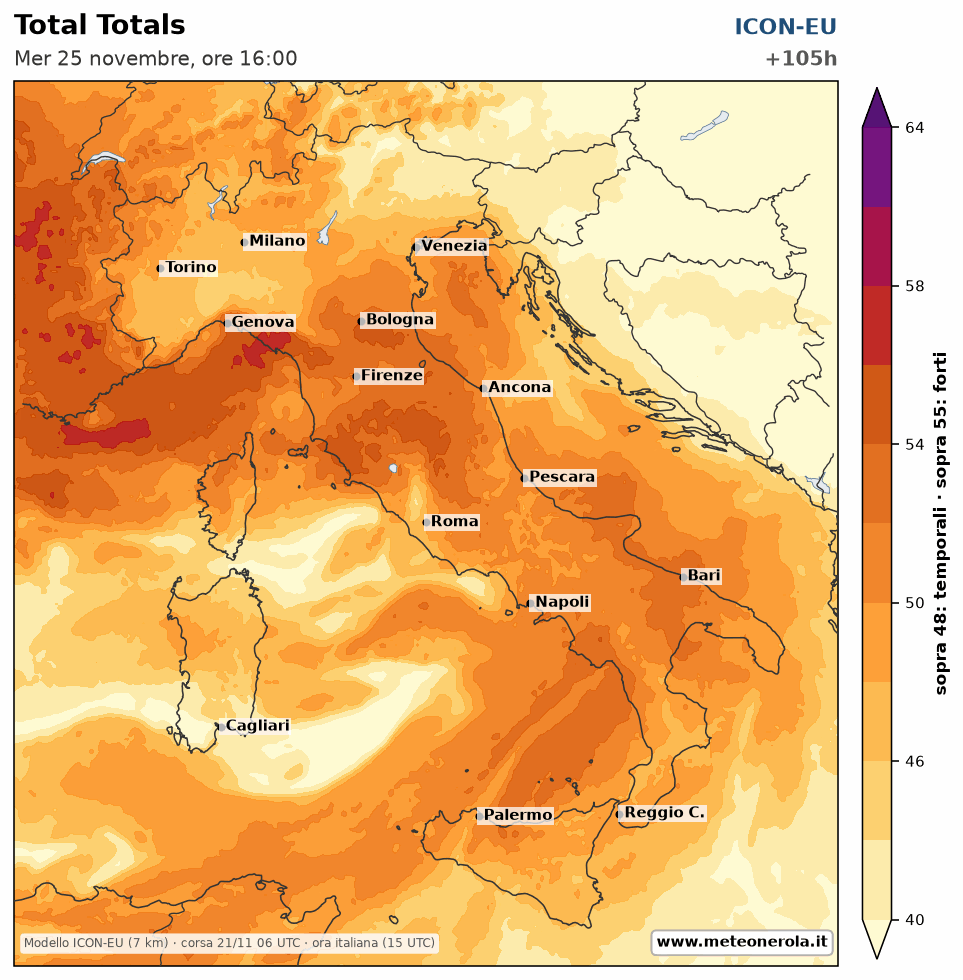 Total Totals
ICON-EU
Mer 25 novembre, ore 16:00
+105h
64
58
54
50
46
40
sopra 48: temporali · sopra 55: forti
Milano
Venezia
Torino
Genova
Bologna
Firenze
Ancona
Pescara
Roma
Bari
Napoli
Cagliari
Palermo
Reggio C.
Modello ICON-EU (7 km) · corsa 21/11 06 UTC · ora italiana (15 UTC)
www.meteonerola.it